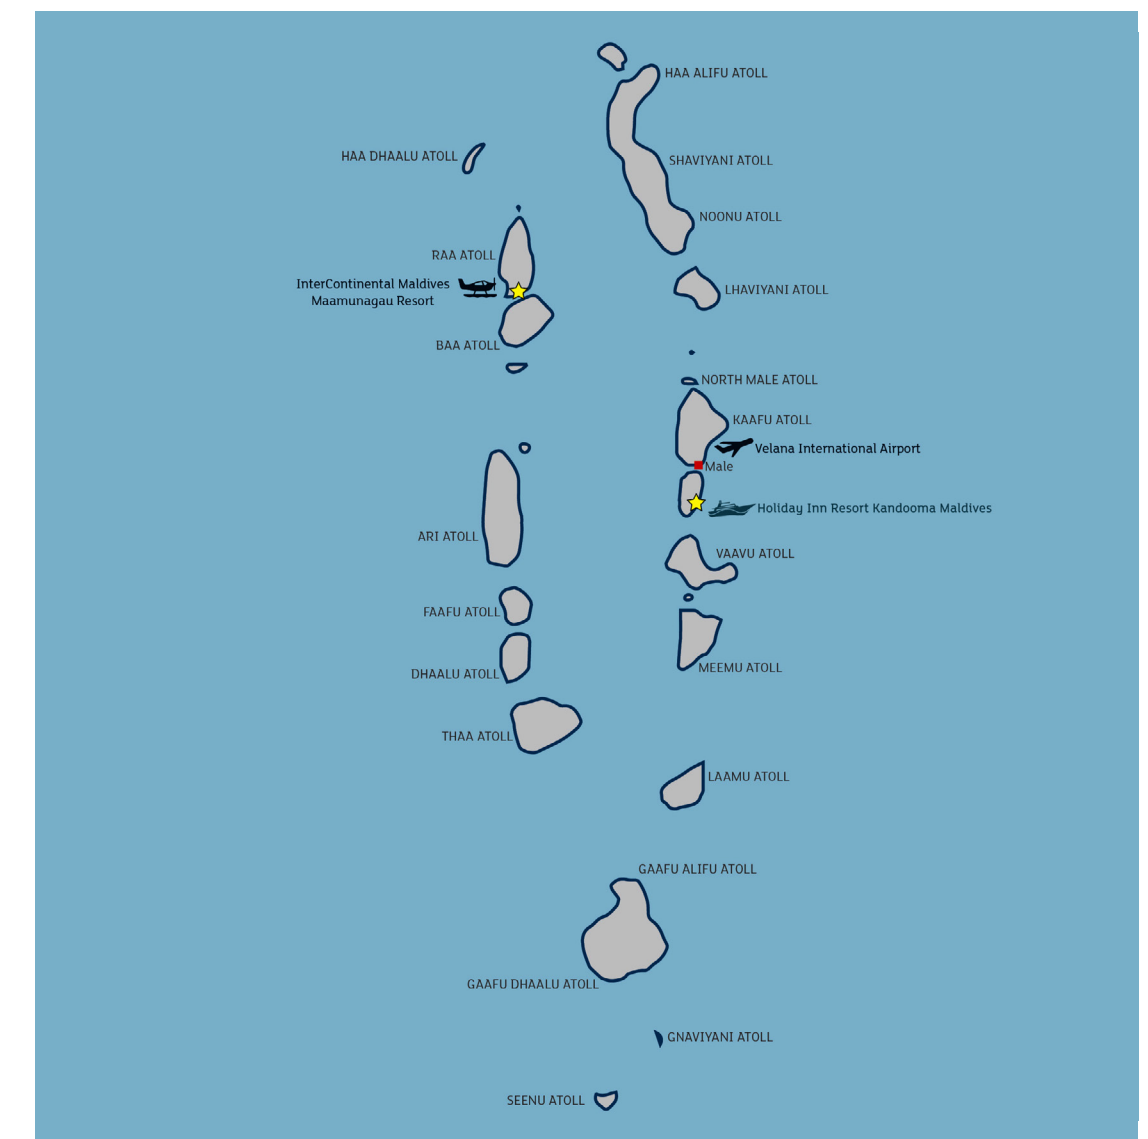 HAA ALIFU ATOLL
HAA DHAALU ATOLL
SHAVIYANI ATOLL
NOONU ATOLL
RAA ATOLL
InterContinental Maldives
Maamunagau Resort
LHAVIYANI ATOLL
BAA ATOLL
NORTH MALE ATOLL
KAAFU ATOLL
Velana International Airport
Male
Holiday Inn Resort Kandooma Maldives
ARI ATOLL
VAAVU ATOLL
FAAFU ATOLL
MEEMU ATOLL
DHAALU ATOLL
THAA ATOLL
LAAMU ATOLL
GAAFU ALIFU ATOLL
GAAFU DHAALU ATOLL
GNAVIYANI ATOLL
SEENU ATOLL